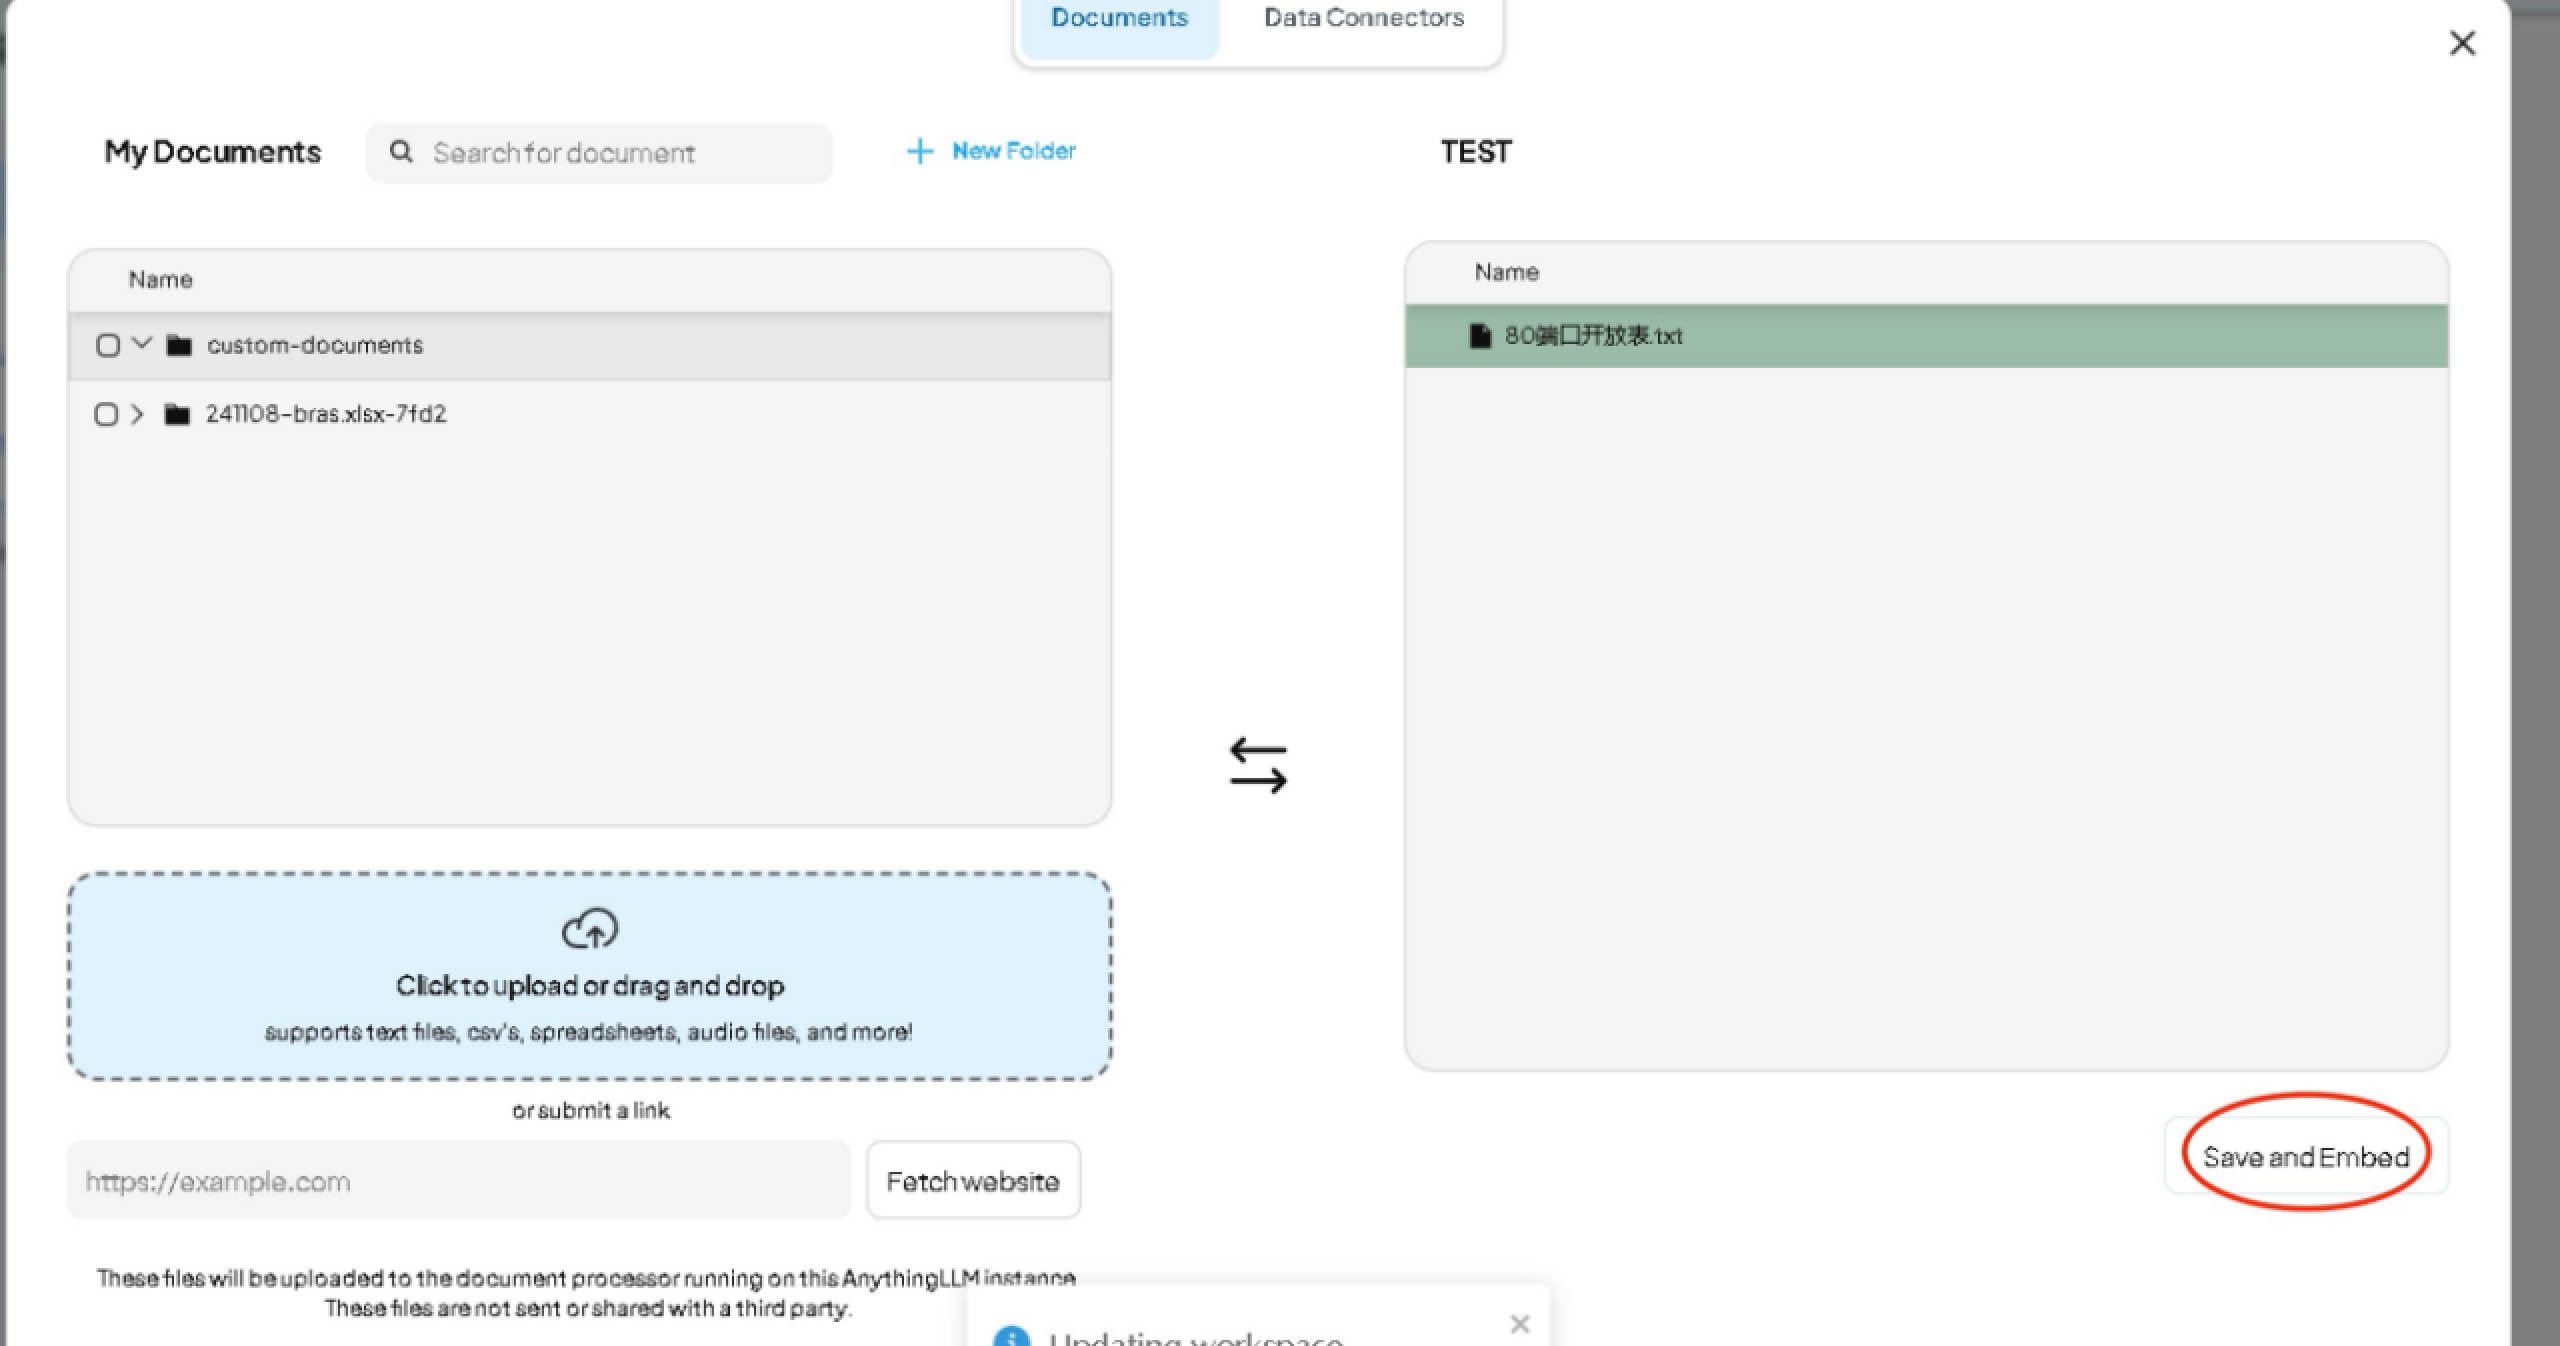 Documents
Data Connectors
My Documents
Search for document
New Folder
TEST
Name
custom-documents
241108-bras.xlsx-7fd2
Name
80端口开放表.txt
Click to upload or drag and drop
supports text files, csv's, spreadsheets, audio files, and more!
or submit a link
https://example.com
Fetch website
Save and Embed
These files will be uploaded to the document processor running on this AnythingLLM instance
These files are not sent or shared with a third party.
Updating workspace